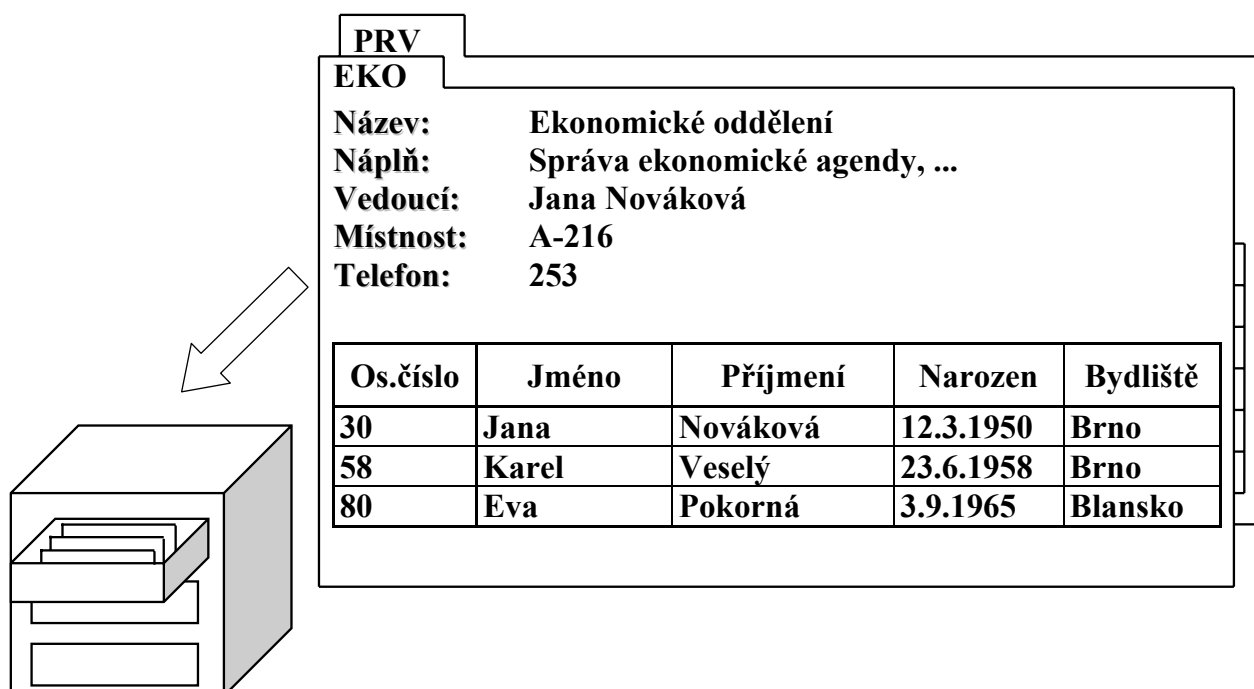 PRV
EKO
Název: Ekonomické oddělení
Náplň: Správa ekonomické agendy, ...
Vedoucí: Jana Nováková
Místnost: A-216
Telefon: 253
Os.číslo Jméno Příjmení Narozen Bydliště
30 Jana Nováková 12.3.1950 Brno
58 Karel Veselý 23.6.1958 Brno
80 Eva Pokorná 3.9.1965 Blansko